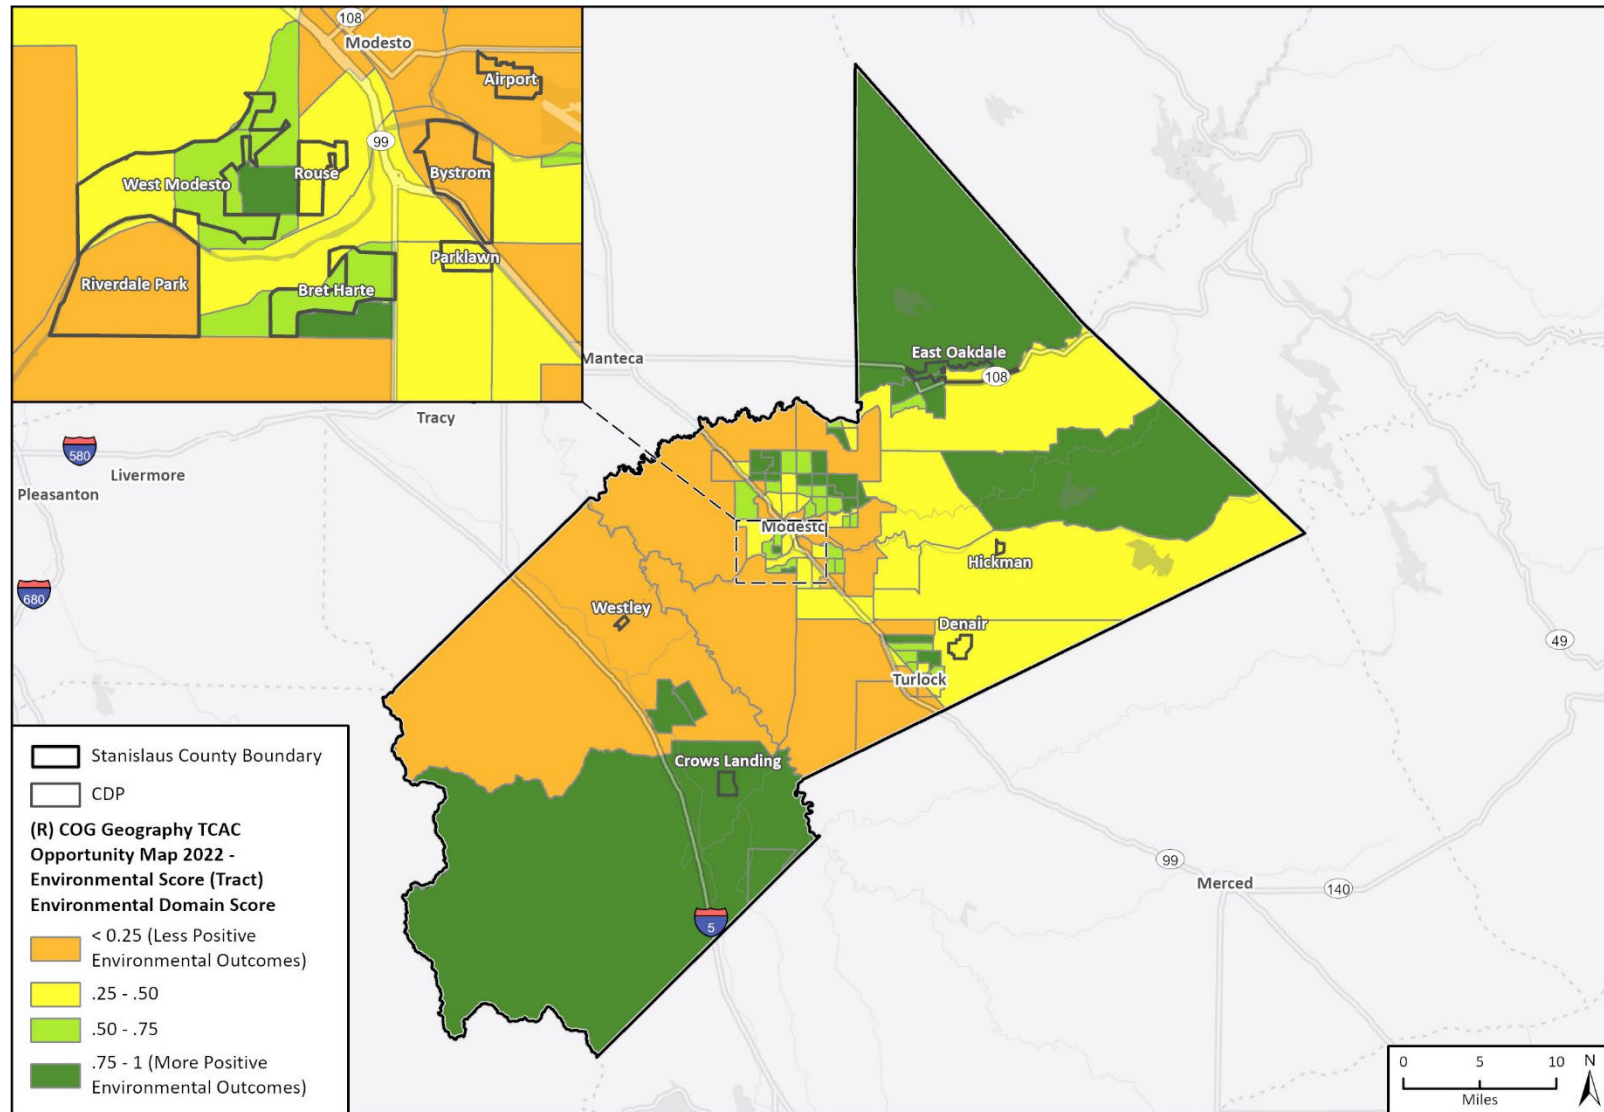 108
Modesto
Airport
99
West Modesto
Rouse
Bystrom
Parklawn
Riverdale Park
Bret Harte
Manteca
Tracy
580
Livermore
Pleasanton
680
East Oakdale
108
Modestc
Hickman
Westley
Denair
Turlock
49
Crows Landing
99
Merced
140
5
Stanislaus County Boundary
CDP
(R) COG Geography TCAC
Opportunity Map 2022 -
Environmental Score (Tract)
Environmental Domain Score
< 0.25 (Less Positive
Environmental Outcomes)
.25 - .50
.50 - .75
.75 - 1 (More Positive
Environmental Outcomes)
0 5 10
Miles
N